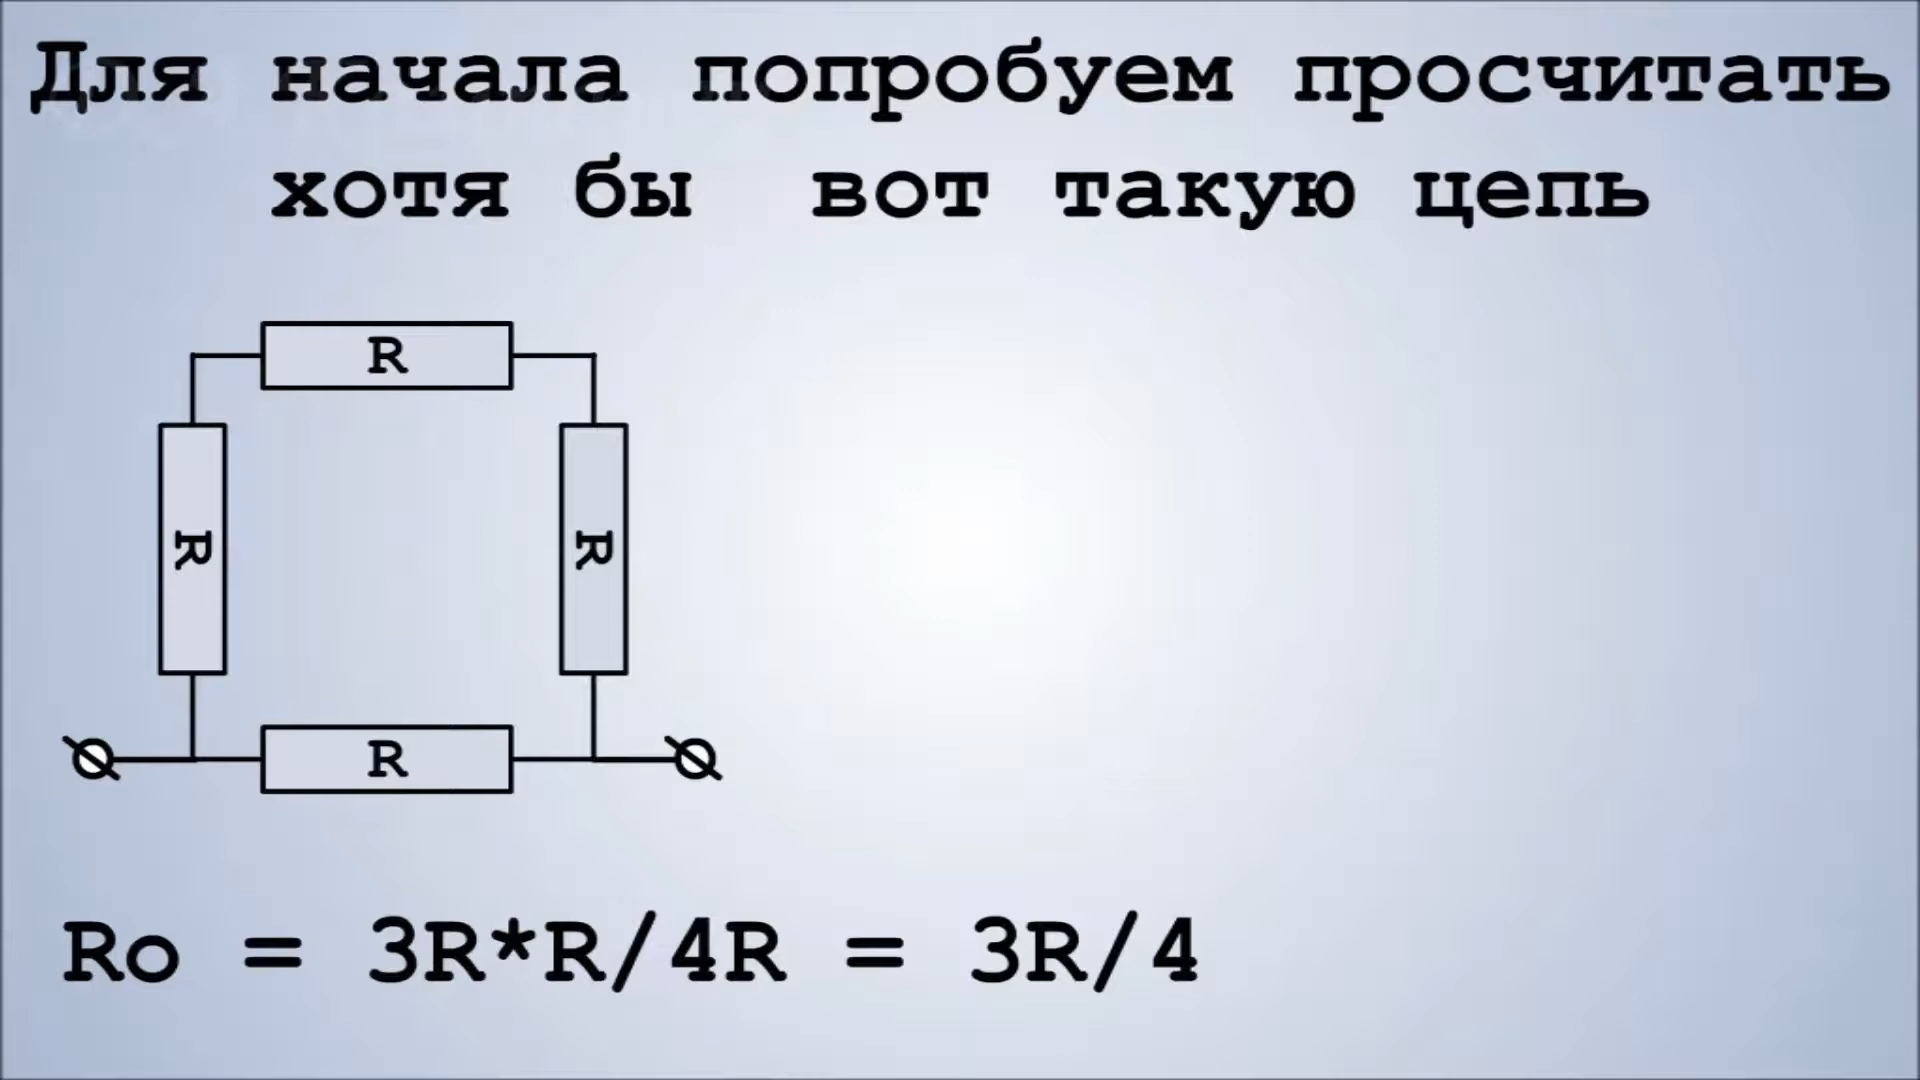 Для начала попробуем просчитать
хотя бы вот такую цепь
R
R
R
R
Ro = 3R*R/4R = 3R/4